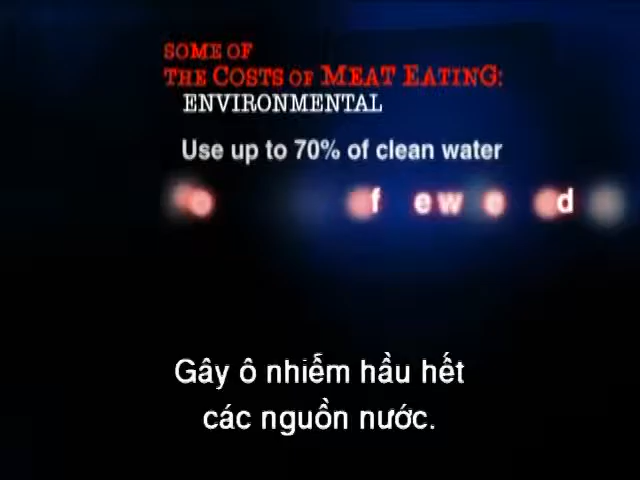 SOME OF
THE COSTS OF MEAT EATING:
ENVIRONMENTAL
Use up to 70% of clean water
Gây ô nhiễm hầu hết
các nguồn nước.